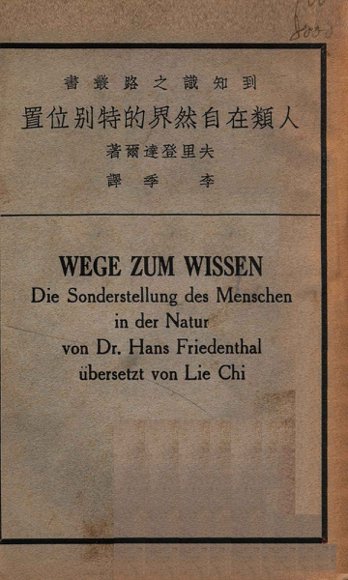 到知識之路叢書
人類在自然界的特别位置
夫里登達爾著
李季譯
WEGE ZUM WISSEN
Die Sonderstellung des Menschen
in der Natur
von Dr. Hans Friedenthal
übersetzt von Lie Chi